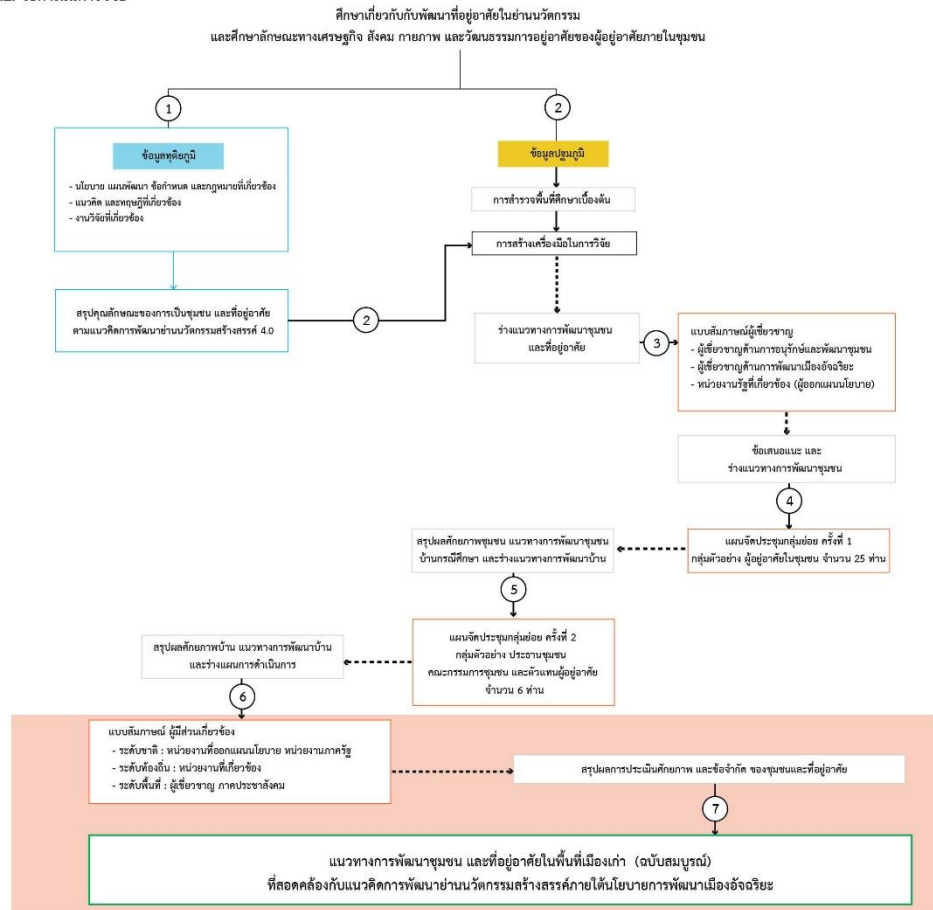 ศึกษาเกี่ยวกับกับพัฒนาที่อยู่อาศัยในย่านนวัตกรรม
และศึกษาลักษณะทางเศรษฐกิจ สังคม กายภาพ และวัฒนธรรมการอยู่อาศัยของผู้อยู่อาศัยภายในชุมชน
1
2
ข้อมูลทุติยภูมิ
- นโยบาย แผนพัฒนา ข้อกำหนด และกฎหมายที่เกี่ยวข้อง
- แนวคิด และทฤษฎีที่เกี่ยวข้อง
- งานวิจัยที่เกี่ยวข้อง
ข้อมูลปฐมภูมิ
การสำรวจพื้นที่ศึกษาเบื้องต้น
การสร้างเครื่องมือในการวิจัย
สรุปคุณลักษณะของการเป็นชุมชน และที่อยู่อาศัย
ตามแนวคิดการพัฒนาย่านนวัตกรรมสร้างสรรค์ 4.0
2
ร่างแนวทางการพัฒนาชุมชน
และที่อยู่อาศัย
3
แบบสัมภาษณ์ผู้เชี่ยวชาญ
- ผู้เชี่ยวชาญด้านการอนุรักษ์และพัฒนาชุมชน
- ผู้เชี่ยวชาญด้านการพัฒนาเมืองอัจฉริยะ
- หน่วยงานรัฐที่เกี่ยวข้อง (ผู้ออกแผนนโยบาย)
ข้อเสนอแนะ และ
ร่างแนวทางการพัฒนาชุมชน
4
แผนจัดประชุมกลุ่มย่อย ครั้งที่ 1
กลุ่มตัวอย่าง ผู้อยู่อาศัยในชุมชน จำนวน 25 ท่าน
สรุปผลศักยภาพชุมชน แนวทางการพัฒนาชุมชน
บ้านกรณีศึกษา และร่างแนวทางการพัฒนาบ้าน
5
แผนจัดประชุมกลุ่มย่อย ครั้งที่ 2
กลุ่มตัวอย่าง ประธานชุมชน
คณะกรรมการชุมชน และตัวแทนผู้อยู่อาศัย
จำนวน 6 ท่าน
สรุปผลศักยภาพบ้าน แนวทางการพัฒนาบ้าน
และร่างแผนการดำเนินการ
6
แบบสัมภาษณ์ ผู้มีส่วนเกี่ยวข้อง
- ระดับชาติ : หน่วยงานที่ออกแผนนโยบาย หน่วยงานภาครัฐ
- ระดับท้องถิ่น : หน่วยงานที่เกี่ยวข้อง
- ระดับพื้นที่ : ผู้เชี่ยวชาญ ภาคประชาสังคม
สรุปผลการประเมินศักยภาพ และข้อจำกัด ของชุมชนและที่อยู่อาศัย
7
แนวทางการพัฒนาชุมชน และที่อยู่อาศัยในพื้นที่เมืองเก่า (ฉบับสมบูรณ์)
ที่สอดคล้องกับแนวคิดการพัฒนาย่านนวัตกรรมสร้างสรรค์ภายใต้นโยบายการพัฒนาเมืองอัจฉริยะ